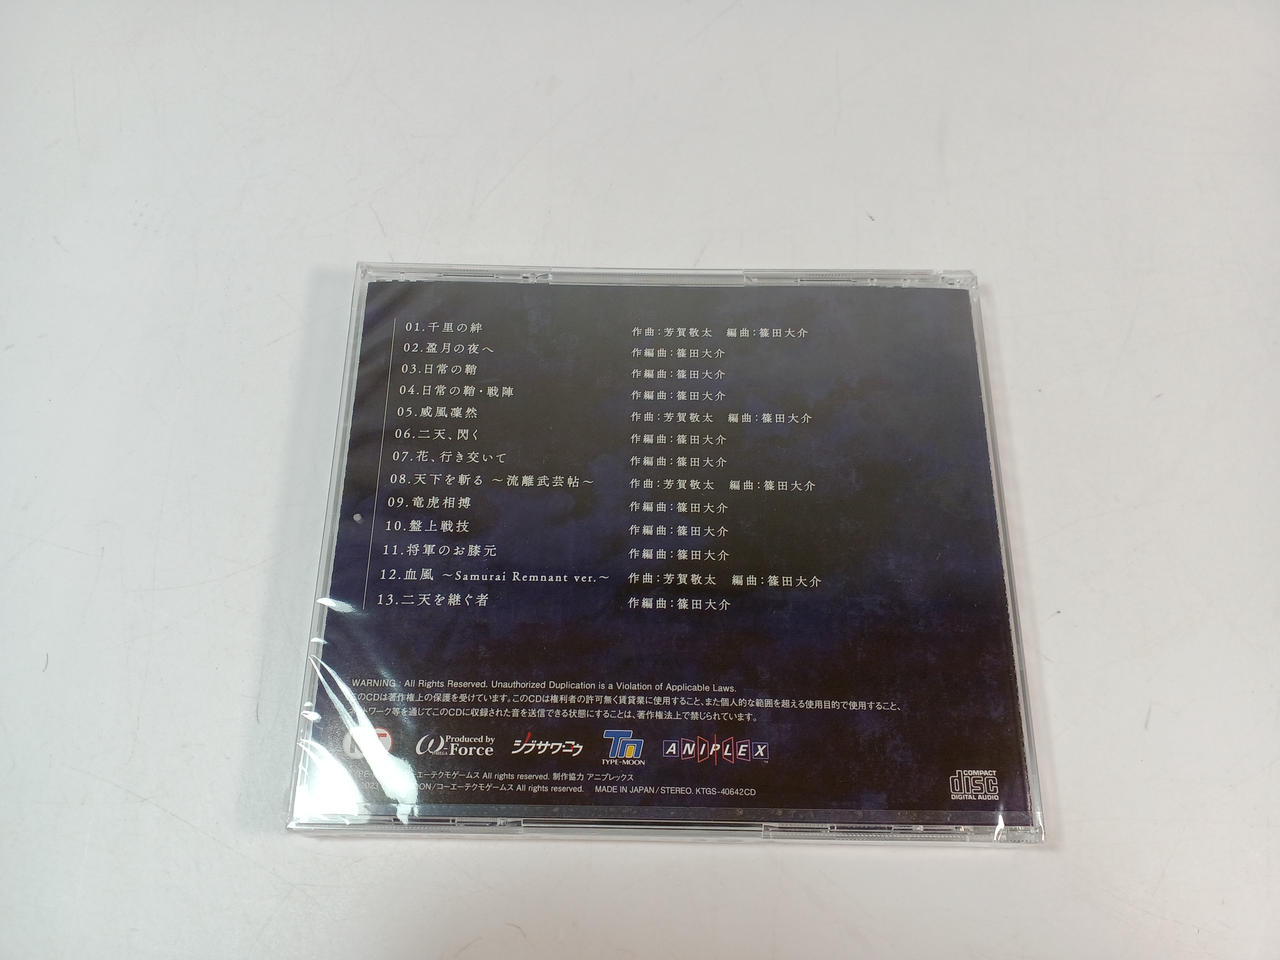 01.千里の絆 作曲：芳賀敬太 編曲：篠田大介
02.盈月の夜へ 作編曲：篠田大介
03.日常の鞘 作編曲：篠田大介
04.日常の鞘・戦陣 作編曲：篠田大介
05.威風凜然 作曲：芳賀敬太 編曲：篠田大介
06.二天、閃く 作編曲：篠田大介
07.花、行き交いて 作編曲：篠田大介
08.天下を斬る ～流離武芸帖～ 作曲：芳賀敬太 編曲：篠田大介
09.竜虎相搏 作編曲：篠田大介
10.盤上戦技 作編曲：篠田大介
11.将軍のお膝元 作編曲：篠田大介
12.血風 ～Samurai Remnant ver.～ 作曲：芳賀敬太 編曲：篠田大介
13.二天を継ぐ者 作編曲：篠田大介
WARNING : All Rights Reserved. Unauthorized Duplication is a Violation of Applicable Laws.
このCDは著作権上の保護を受けています。このCDは権利者の許可無く賃貸業に使用すること、また個人的な範囲を超える使用目的で使用すること、
ネットワーク等を通じてこのCDに収録された音を送信できる状態にすることは、著作権法上で禁じられています。
Produced by
ω-Force シブサワ・コウ TYPE-MOON ANIPLEX
コーエーテクモゲームス All rights reserved. 制作協力 アニプレックス
MOON/コーエーテクモゲームス All rights reserved. MADE IN JAPAN/STEREO. KTGS-40642CD
COMPACT
disc
DIGITAL AUDIO